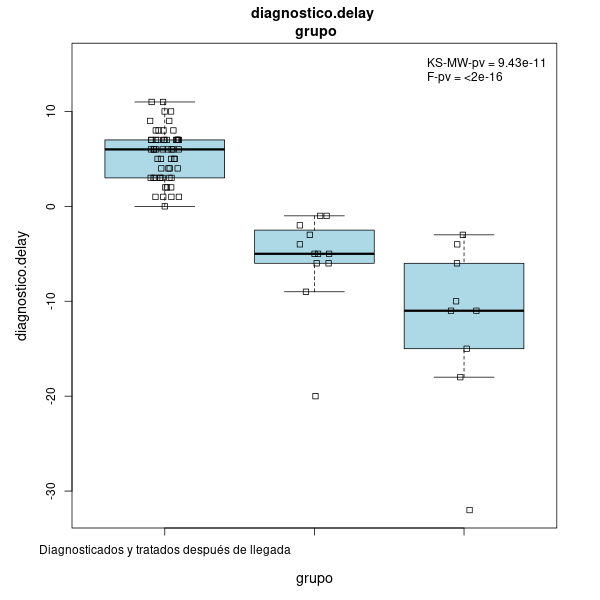 diagnostico.delay
grupo
KS-MW-pv = 9.43e-11
F-pv = <2e-16
diagnostico.delay
10
0
-10
-20
-30
Diagnosticados y tratados después de llegada
grupo